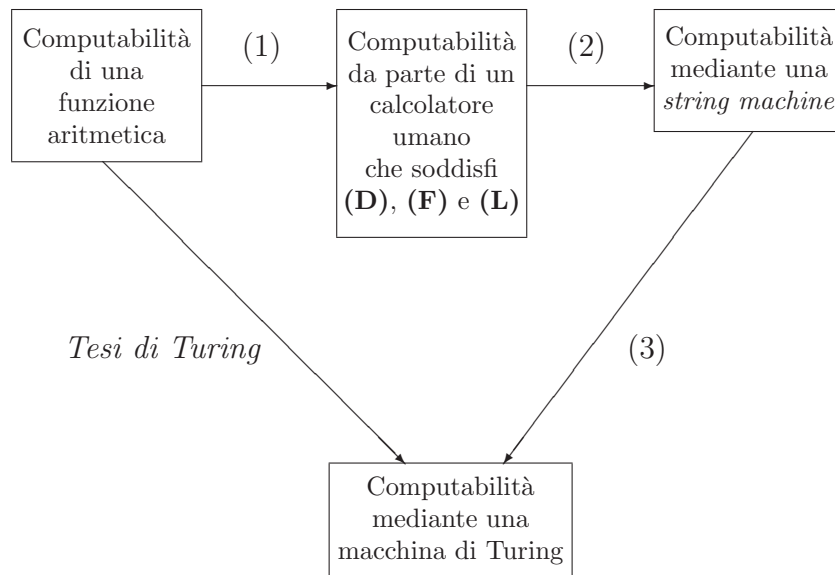 Computabilità
di una
funzione
aritmetica
(1)
Computabilità
da parte di un
calcolatore
umano
che soddisfi
(D), (F) e (L)
(2)
Computabilità
mediante una
string machine
Tesi di Turing
(3)
Computabilità
mediante una
macchina di Turing